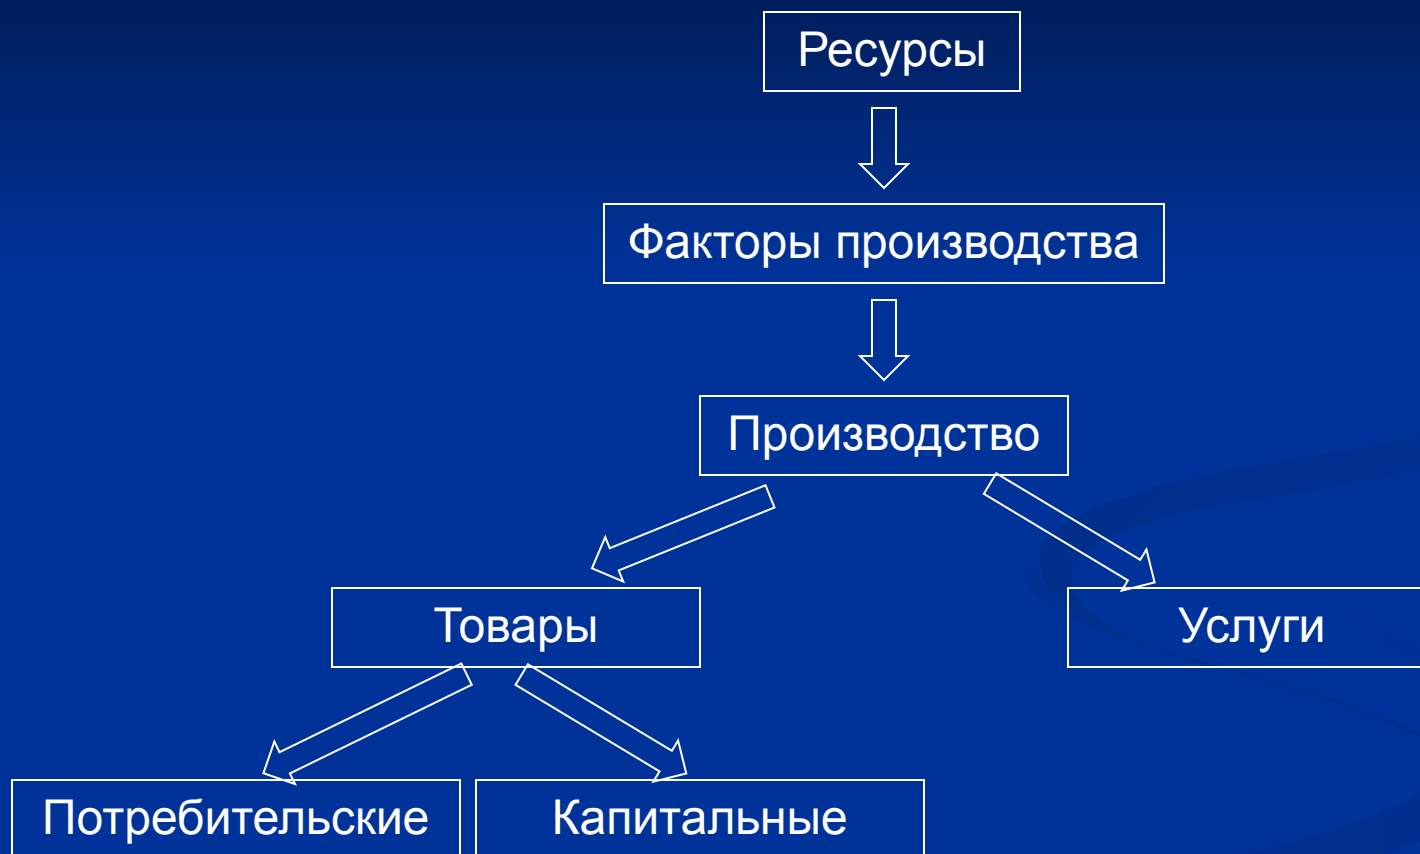 Ресурсы
Факторы производства
Производство
Товары
Услуги
Потребительские
Капитальные